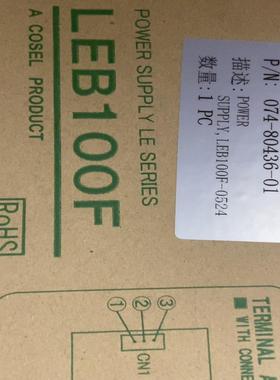 P/N: 074-80436-01
描述:POWER
SUPPLY,LEB100F-0524
数量:1 PC
POWER SUPPLY LE SERIES
LEB100F
A COSEL PRODUCT
RoHS
TERMINAL A
WITH CONNE
① ② ③
CN1